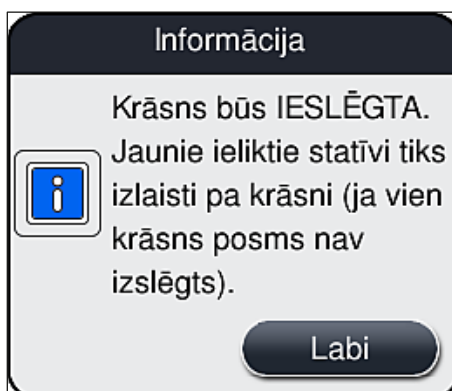 Informācija
Krāsns būs IESLĒGTA.
Jaunie ieliktie statīvi tiks
izlaisti pa krāsni (ja vien
krāsns posms nav
izslēgts).
Labi